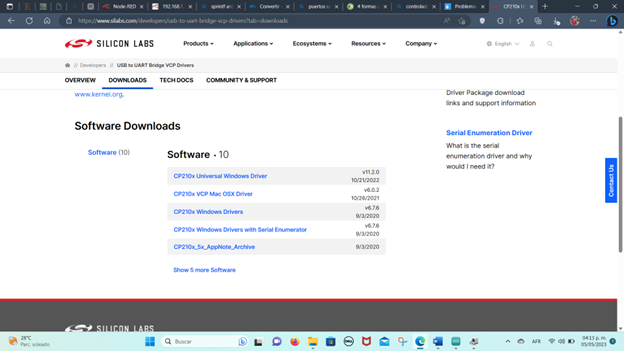 Node-RED
192.168.1
sprintf and
Convertir
puertos se
4 formas d
controlado
Problemas
CP210x U
https://www.silabs.com/developers/usb-to-uart-bridge-vcp-drivers?tab=downloads
SILICON LABS
Products
Applications
Ecosystems
Resources
Company
English
// Developers // USB to UART Bridge VCP Drivers
OVERVIEW
DOWNLOADS
TECH DOCS
COMMUNITY & SUPPORT
www.kernel.org.
Driver Package download
links and support information
Software Downloads
Software (10)
Software • 10
CP210x Universal Windows Driver
v11.2.0
10/21/2022
CP210x VCP Mac OSX Driver
v6.0.2
10/26/2021
CP210x Windows Drivers
v6.7.6
9/3/2020
CP210x Windows Drivers with Serial Enumerator
v6.7.6
9/3/2020
CP210x_5x_AppNote_Archive
9/3/2020
Show 5 more Software
Serial Enumeration Driver
What is the serial
enumeration driver and why
would I need it?
Contact Us
SILICON LABS
28°C
Parc. soleado
Buscar
DELL
AFR
04:13 p. m.
05/05/2023